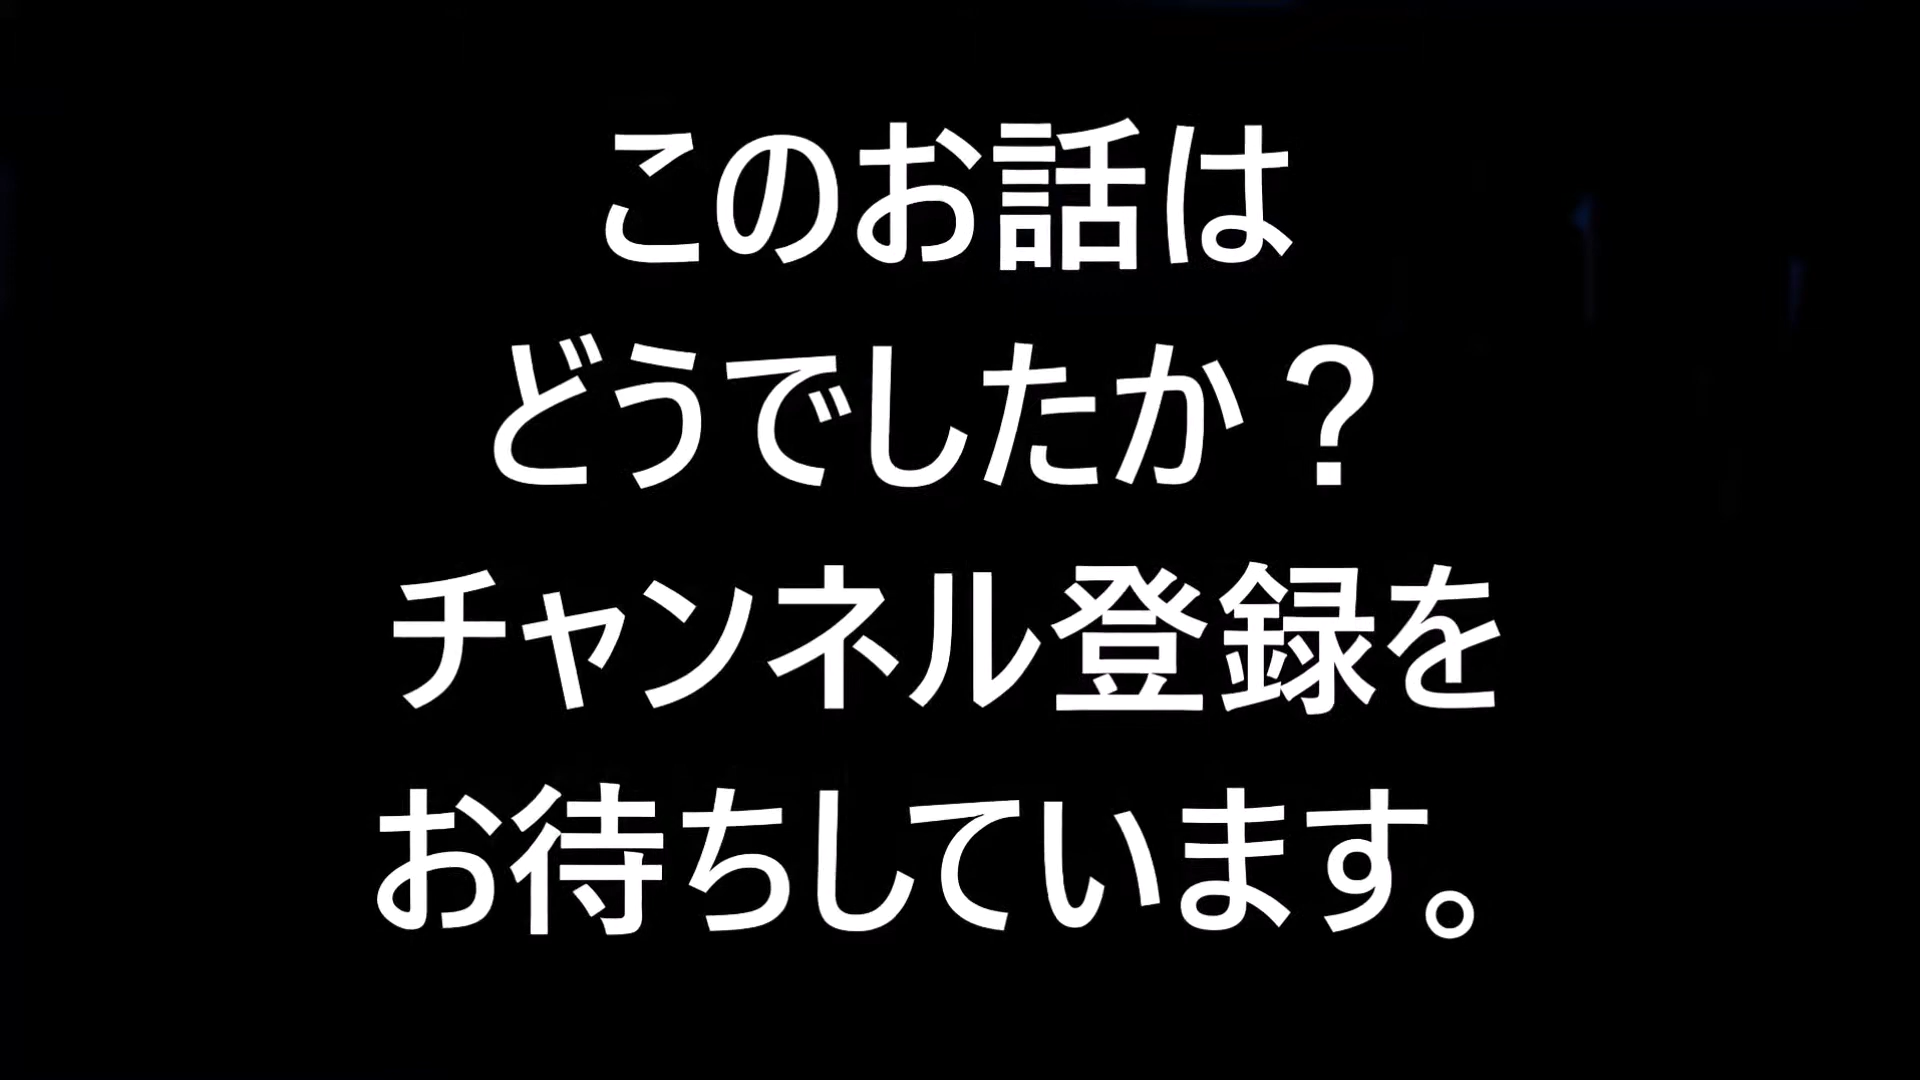 このお話は
どうでしたか？
チャンネル登録を
お待ちしています。